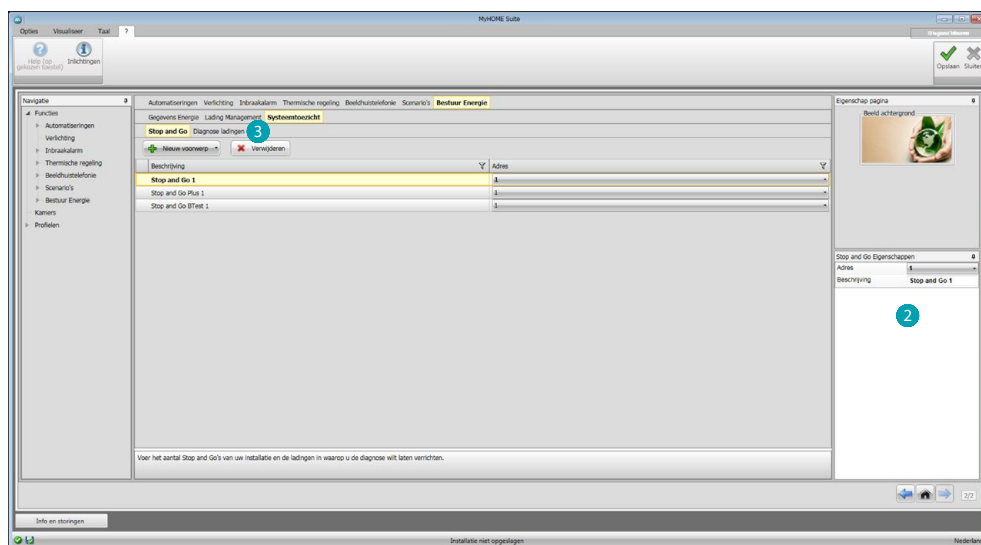 MyHOME Suite
Opties Visualiseer Taal ?
Help (op gekozen toestel)
Inlichtingen
Opslaan Sluiten
Navigatie
Functies
Automatiseringen
Verlichting
Inbraakalarm
Thermische regeling
Beeldhuistelefonie
Scenario's
Bestuur Energie
Kamers
Profielen
Automatiseringen Verlichting Inbraakalarm Thermische regeling Beeldhuistelefonie Scenario's Bestuur Energie
Gegevens Energie Lading Management Systeemtoezicht
Stop and Go Diagnose ladingen 3
Nieuw voorwerp Verwijderen
Beschrijving Adres
Stop and Go 1 1
Stop and Go Plus 1 1
Stop and Go BTest 1 1
Voer het aantal Stop and Go's van uw installatie en de ladingen in waarop u de diagnose wilt laten verrichten.
Eigenschap pagina
Beeld achtergrond
Stop and Go Eigenschappen
Adres 1
Beschrijving Stop and Go 1
2
2/2
Info en storingen
Installatie niet opgeslagen
Nederlan